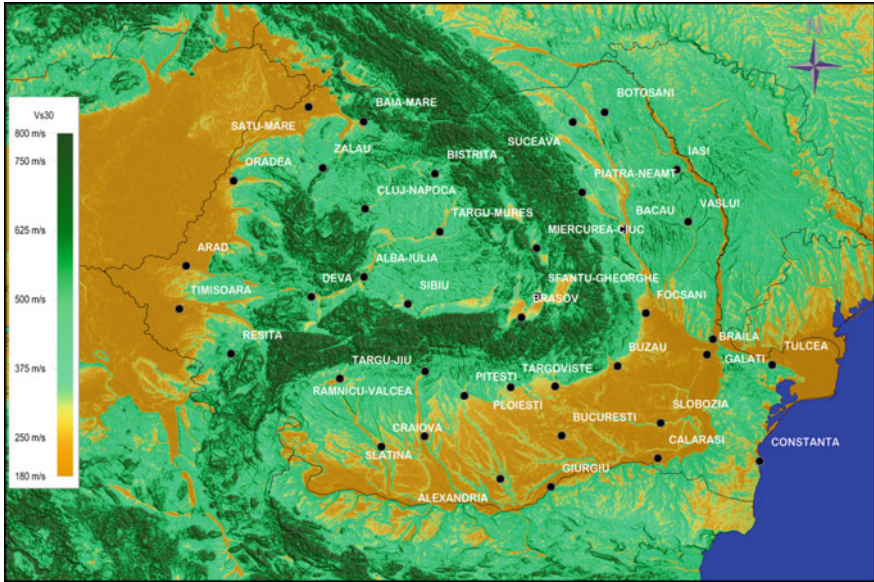 N
Vs30
800 m/s
750 m/s
625 m/s
500 m/s
375 m/s
250 m/s
180 m/s
BOTOSANI
BAIA-MARE
SATU-MARE
SUCEAVA
ZALAU
IASI
BISTRITA
ORADEA
PIATRA-NEAMT
CLUJ-NAPOCA
BACAU
VASLUI
TARGU-MURES
MIERCUREA-CIUC
ARAD
ALBA-IULIA
DEVA
SFANTU-GHEORGHE
TIMISOARA
SIBIU
BRASOV
FOCSANI
RESITA
BRAILA
TULCEA
TARGU-JIU
BUZAU
GALATI
PITESTI
TARGOVISTE
RAMNICU-VALCEA
PLOIESTI
BUCURESTI
SLOBOZIA
CRAIOVA
CALARASI
CONSTANTA
SLATINA
GIURGIU
ALEXANDRIA